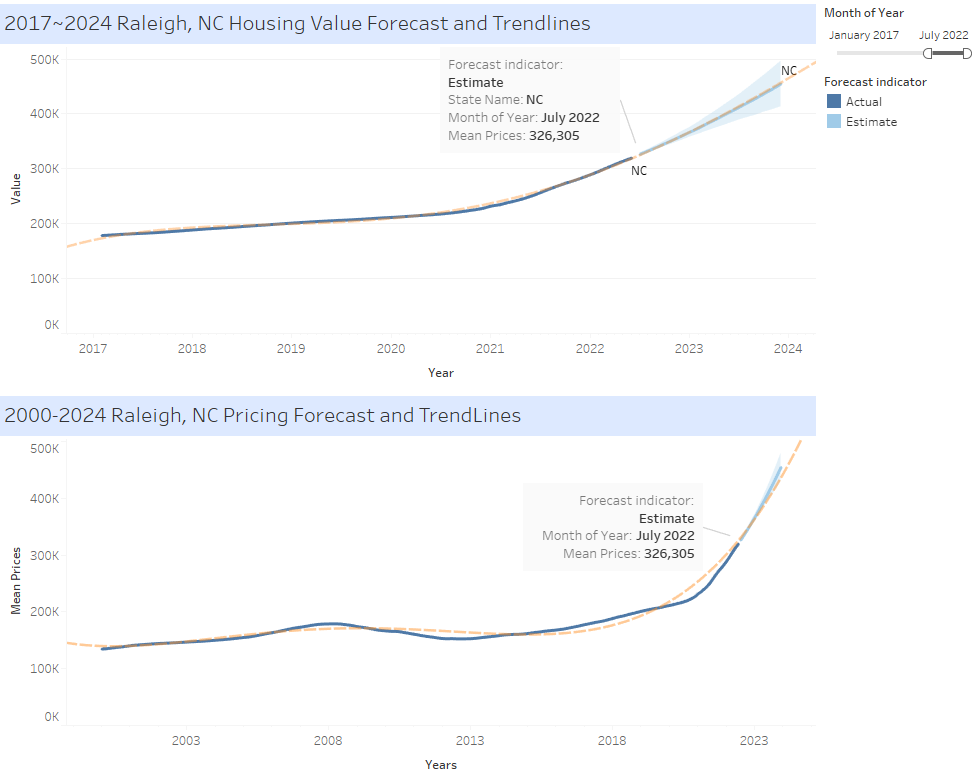 2017~2024 Raleigh, NC Housing Value Forecast and Trendlines
500K
400K
300K
200K
100K
0K
Value
Forecast indicator:
Estimate
State Name: NC
Month of Year: July 2022
Mean Prices: 326,305
NC
NC
2017 2018 2019 2020 2021 2022 2023 2024
Year
Month of Year
January 2017 July 2022
Forecast indicator
Actual
Estimate
2000-2024 Raleigh, NC Pricing Forecast and TrendLines
500K
400K
300K
200K
100K
0K
Mean Prices
Forecast indicator:
Estimate
Month of Year: July 2022
Mean Prices: 326,305
2003 2008 2013 2018 2023
Years